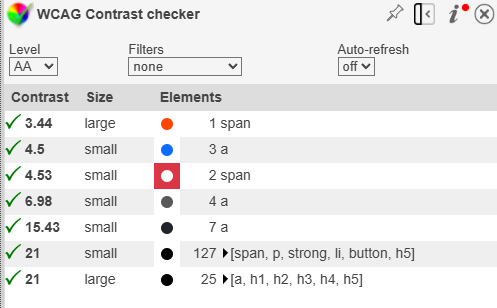 WCAG Contrast checker
Level Filters Auto-refresh
AA none off
Contrast Size Elements
3.44 large 1 span
4.5 small 3 a
4.53 small 2 span
6.98 small 4 a
15.43 small 7 a
21 small 127 [span, p, strong, li, button, h5]
21 large 25 [a, h1, h2, h3, h4, h5]